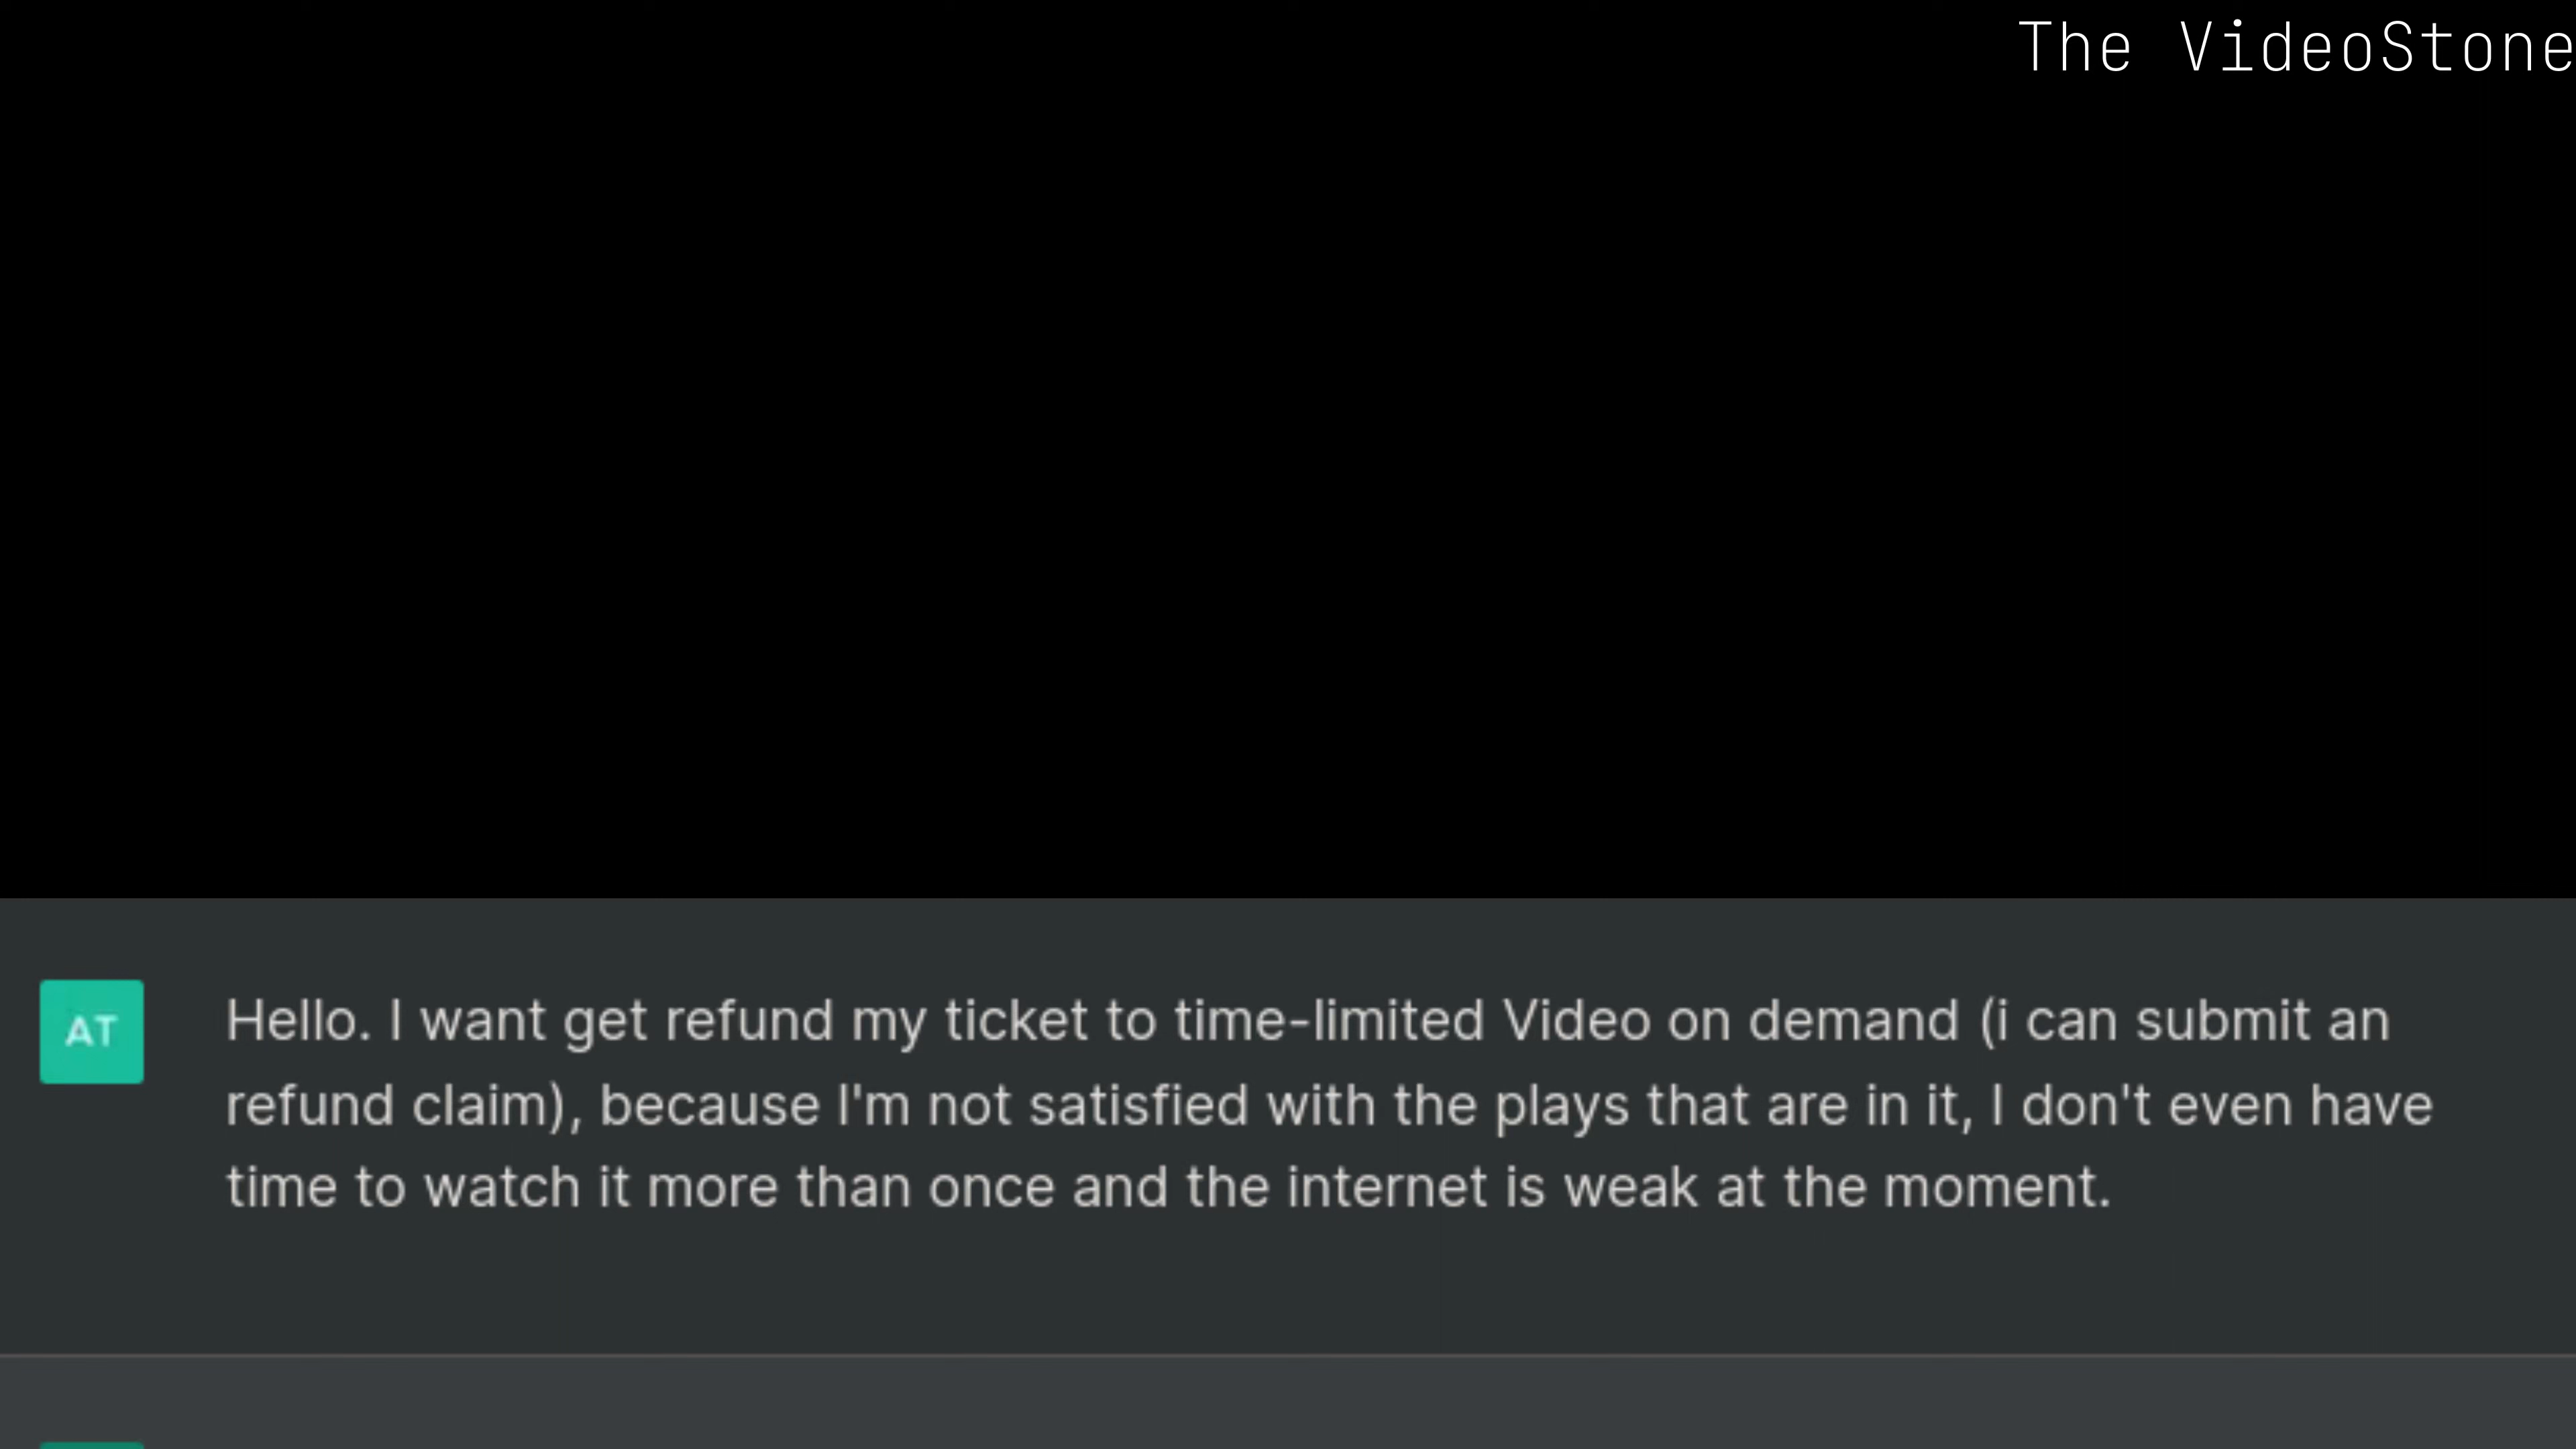 The VideoStone
AT
Hello. I want get refund my ticket to time-limited Video on demand (i can submit an
refund claim), because I'm not satisfied with the plays that are in it, I don't even have
time to watch it more than once and the internet is weak at the moment.